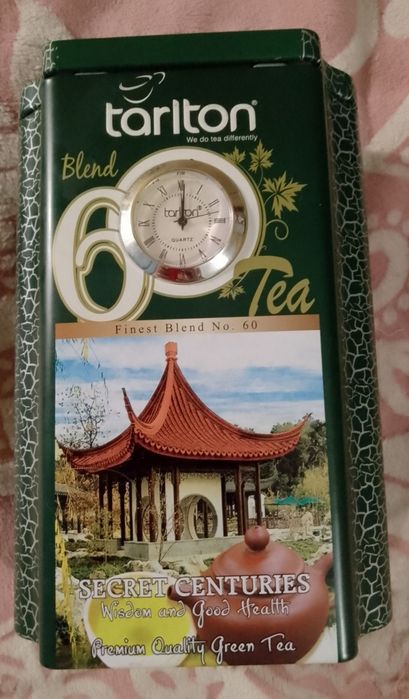 tarlton®
We do tea differently
Blend
60
tarlton
QUARTZ
Tea
Finest Blend No. 60
SECRET CENTURIES
Wisdom and Good Health
Premium Quality Green Tea